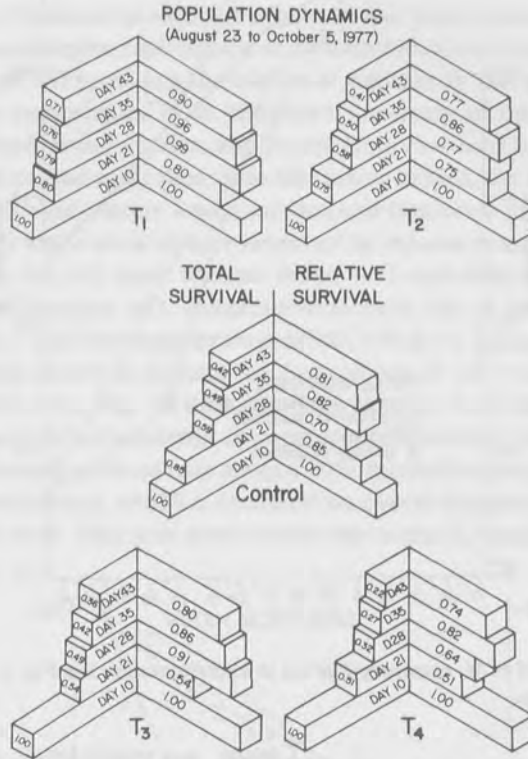 POPULATION DYNAMICS
(August 23 to October 5, 1977)
0.71 DAY 43 0.90
0.76 DAY 35 0.96
0.79 DAY 28 0.99
0.80 DAY 21 0.80
1.00 DAY 10 1.00
T1
0.41 DAY 43 0.77
0.50 DAY 35 0.86
0.58 DAY 28 0.77
0.75 DAY 21 0.75
1.00 DAY 10 1.00
T2
TOTAL SURVIVAL
RELATIVE SURVIVAL
0.42 DAY 43 0.81
0.49 DAY 35 0.82
0.59 DAY 28 0.70
0.85 DAY 21 0.85
1.00 DAY 10 1.00
Control
DAY 43 0.80
0.42 DAY 35 0.86
0.49 DAY 28 0.91
0.54 DAY 21 0.54
1.00 DAY 10 1.00
T3
D43 0.74
0.27 D.35 0.82
0.32 D.28 0.64
0.51 DAY 21 0.51
1.00 DAY 10 1.00
T4